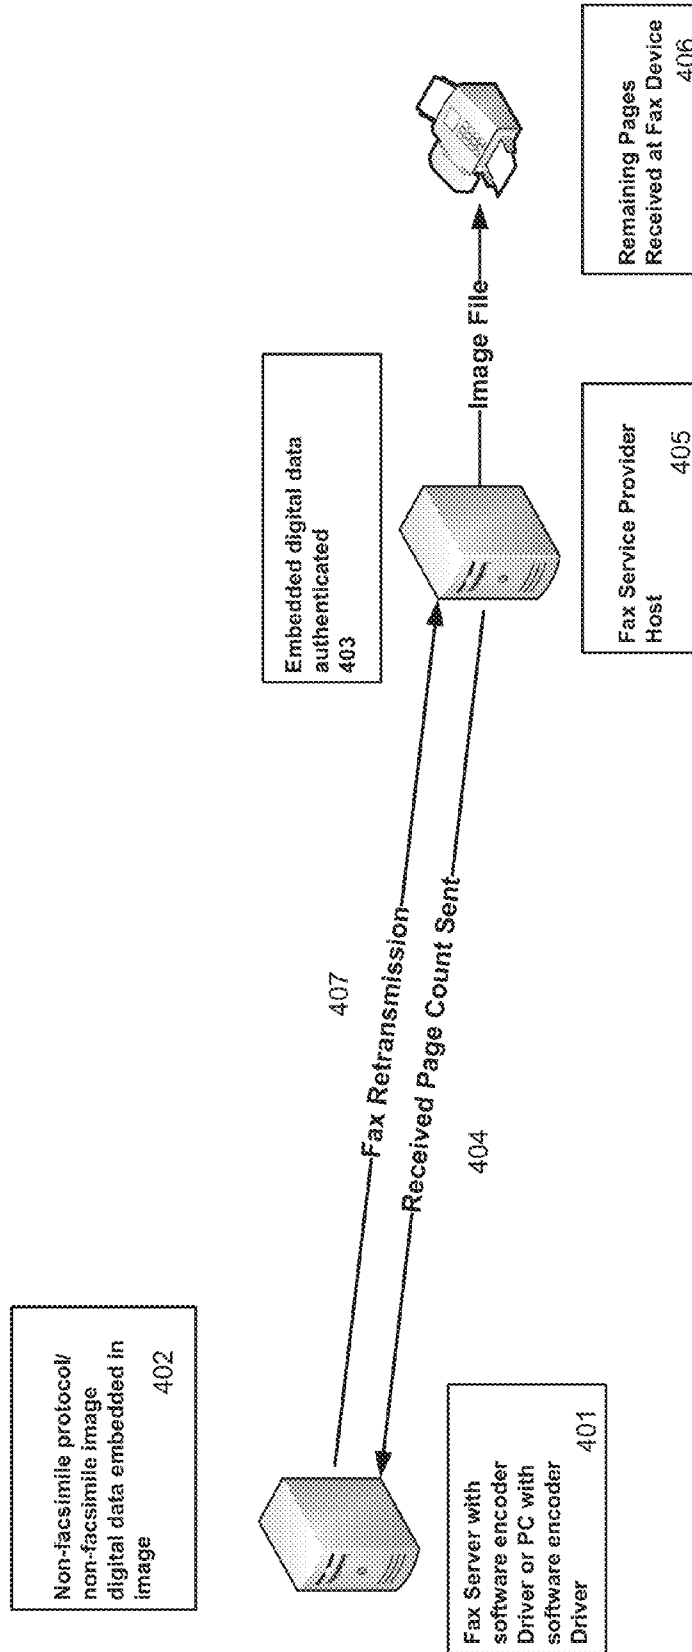 Non-facsimile protocol/
non-facsimile image
digital data embedded in
image
402
Fax Server with
software encoder
Driver or PC with
software encoder
Driver
401
407
Fax Retransmission
Received Page Count Sent
404
Embedded digital data
authenticated
403
Fax Service Provider
Host
405
Image File
Remaining Pages
Received at Fax Device
406